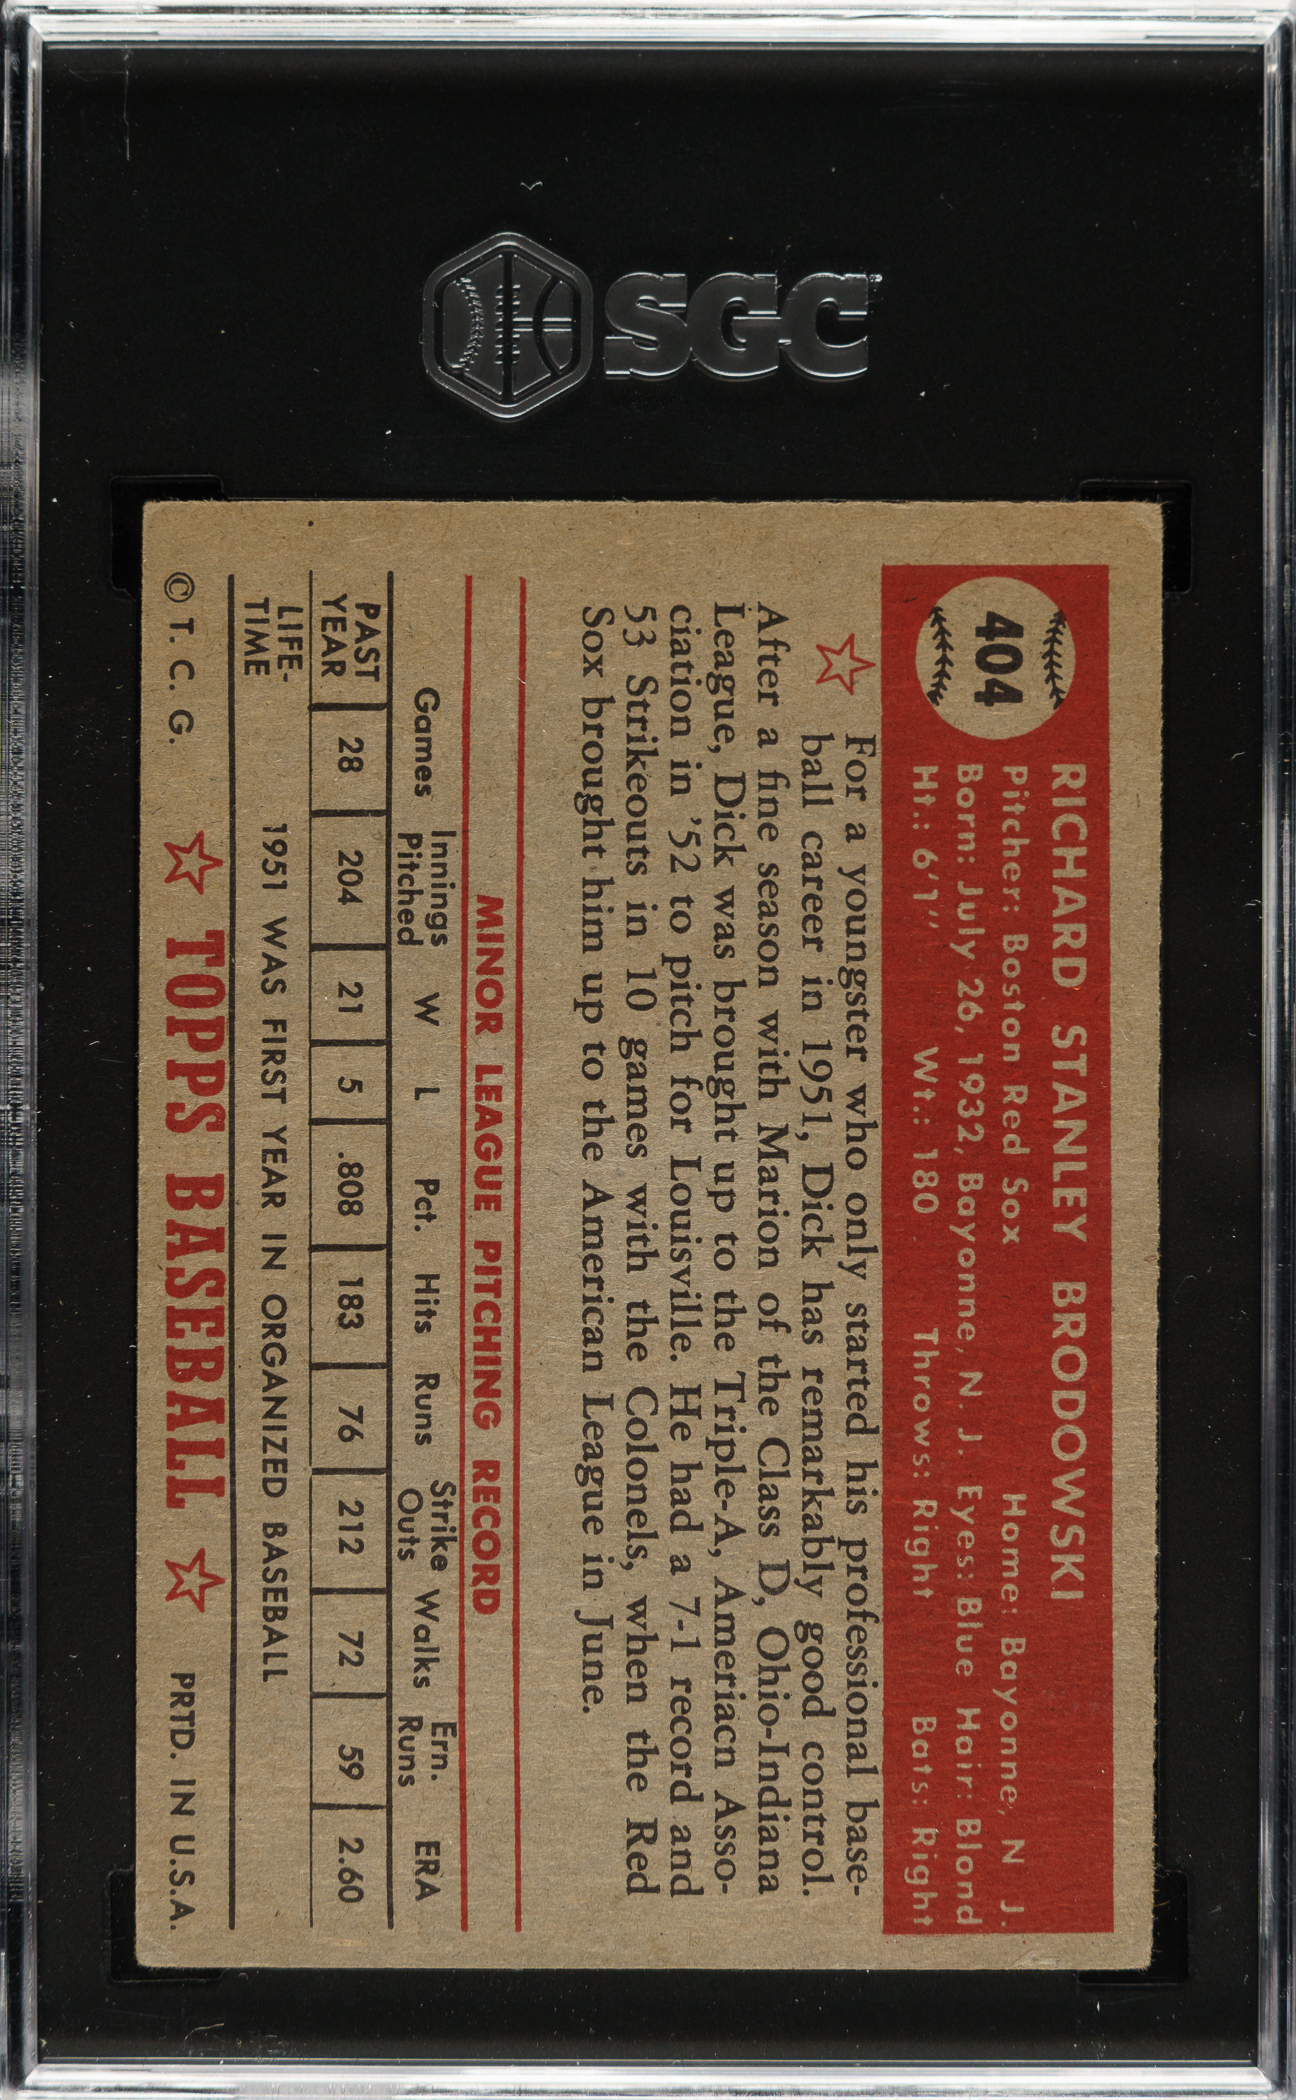 SGC
404
RICHARD STANLEY BRODOWSKI
Pitcher: Boston Red Sox Home: Bayonne, N J.
Born: July 26, 1932, Bayonne, N. J. Eyes: Blue Hair: Blond
Ht.: 6'1" Wt.: 180 Throws: Right Bats: Right
For a youngster who only started his professional base-
ball career in 1951, Dick has remarkably good control.
After a fine season with Marion of the Class D, Ohio-Indiana
League, Dick was brought up to the Triple-A, Ameriacn Asso-
ciation in '52 to pitch for Louisville. He had a 7-1 record and
53 Strikeouts in 10 games with the Colonels, when the Red
Sox brought him up to the American League in June.
MINOR LEAGUE PITCHING RECORD
Games Innings Pitched W L Pct. Hits Runs Strike Outs Walks Ern. Runs ERA
PAST YEAR 28 204 21 5 .808 183 76 212 72 59 2.60
LIFE-TIME 1951 WAS FIRST YEAR IN ORGANIZED BASEBALL
© T. C. G. TOPPS BASEBALL PRTD. IN U.S.A.